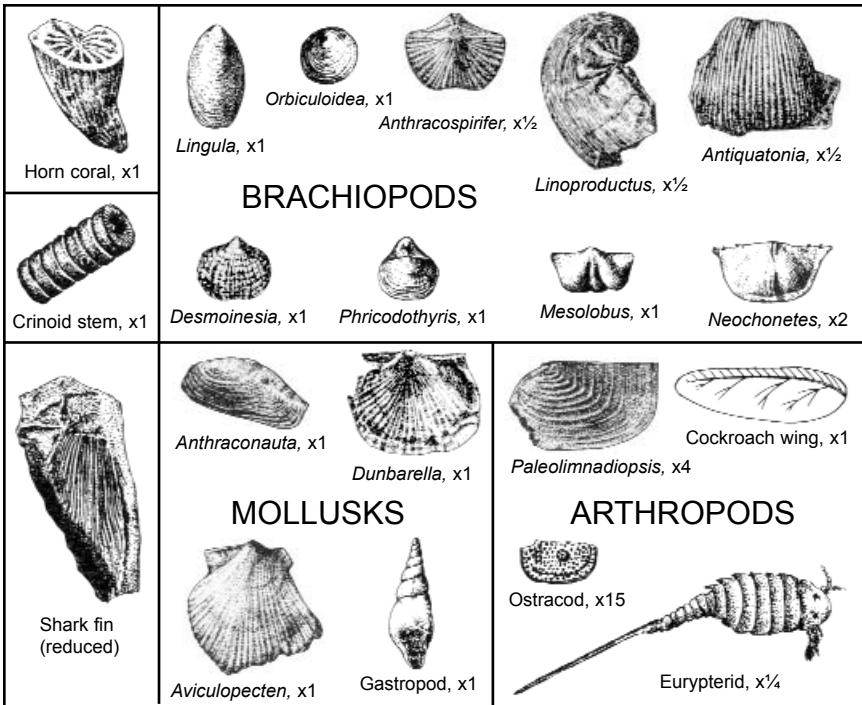 Horn coral, x1
Crinoid stem, x1
Lingula, x1
Orbiculoidea, x1
Anthracospirifer, x½
Linoproductus, x½
Antiquatonia, x½
BRACHIOPODS
Desmoinesia, x1
Phricodothyris, x1
Mesolobus, x1
Neochonetes, x2
Shark fin
(reduced)
Anthraconauta, x1
Dunbarella, x1
MOLLUSKS
Aviculopecten, x1
Gastropod, x1
Paleolimnadiopsis, x4
Cockroach wing, x1
ARTHROPODS
Ostracod, x15
Eurypterid, x¼